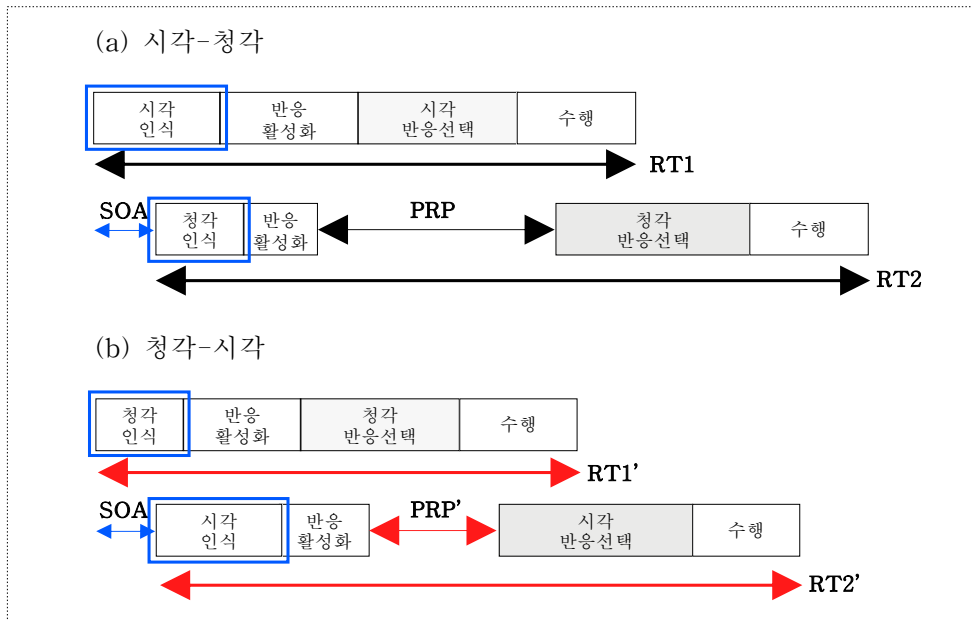 (a) 시각-청각
시각
인식
반응
활성화
시각
반응선택
수행
RT1
SOA
청각
인식
반응
활성화
PRP
청각
반응선택
수행
RT2
(b) 청각-시각
청각
인식
반응
활성화
청각
반응선택
수행
RT1'
SOA
시각
인식
반응
활성화
PRP'
시각
반응선택
수행
RT2'